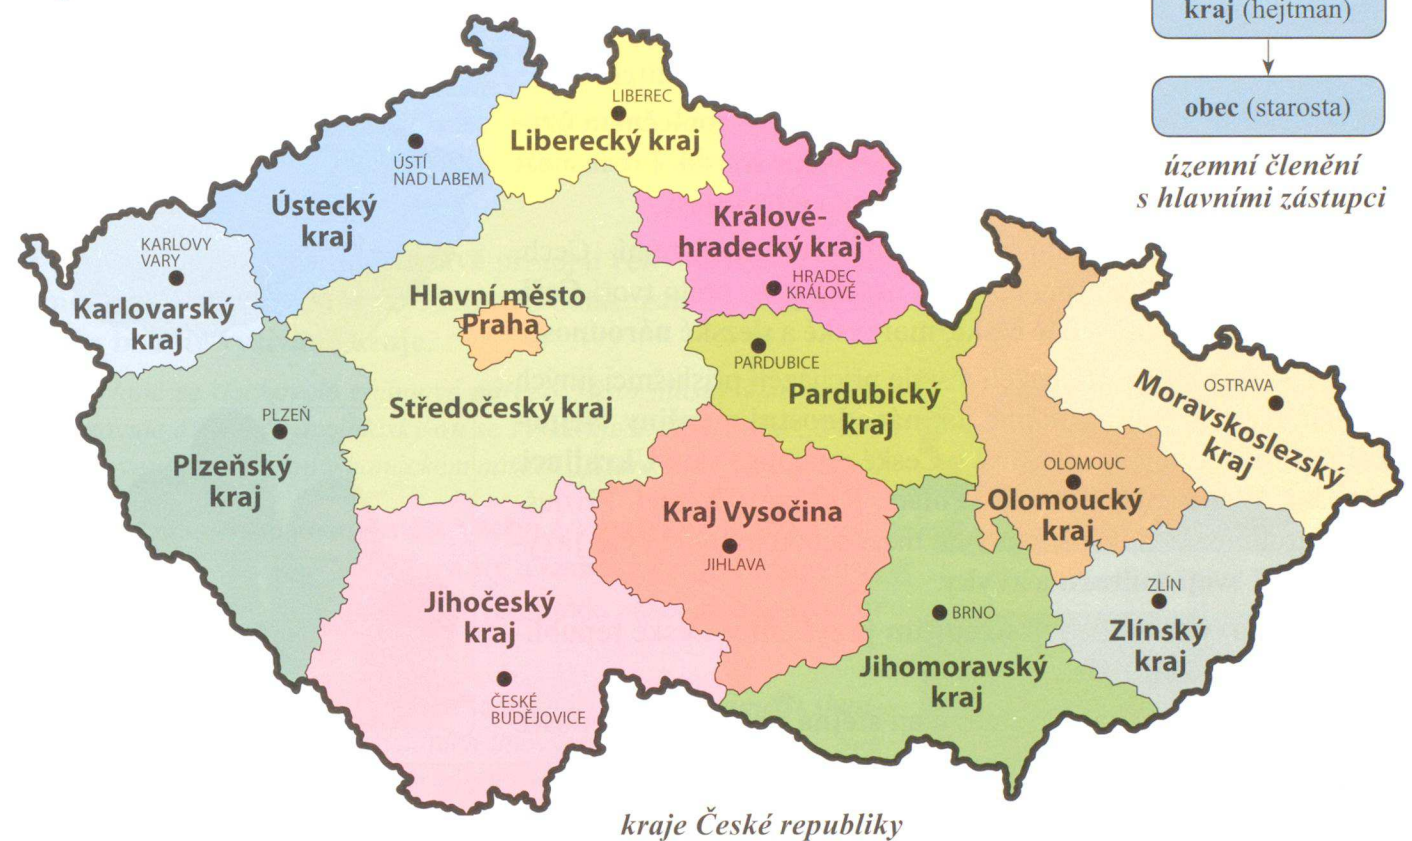 kraj (hejtman)
obec (starosta)
územní členění
s hlavními zástupci
LIBEREC
Liberecký kraj
ÚSTÍ
NAD LABEM
Ústecký
kraj
KARLOVY
VARY
Karlovarský
kraj
Králové-
hradecký kraj
HRADEC
KRÁLOVÉ
Hlavní město
Praha
Středočeský kraj
PARDUBICE
Pardubický
kraj
PLZEŇ
Plzeňský
kraj
OSTRAVA
Moravskoslezský
kraj
OLOMOUC
Olomoucký
kraj
Kraj Vysočina
JIHLAVA
Jihočeský
kraj
ČESKÉ
BUDĚJOVICE
BRNO
Jihomoravský
kraj
ZLÍN
Zlínský
kraj
kraje České republiky